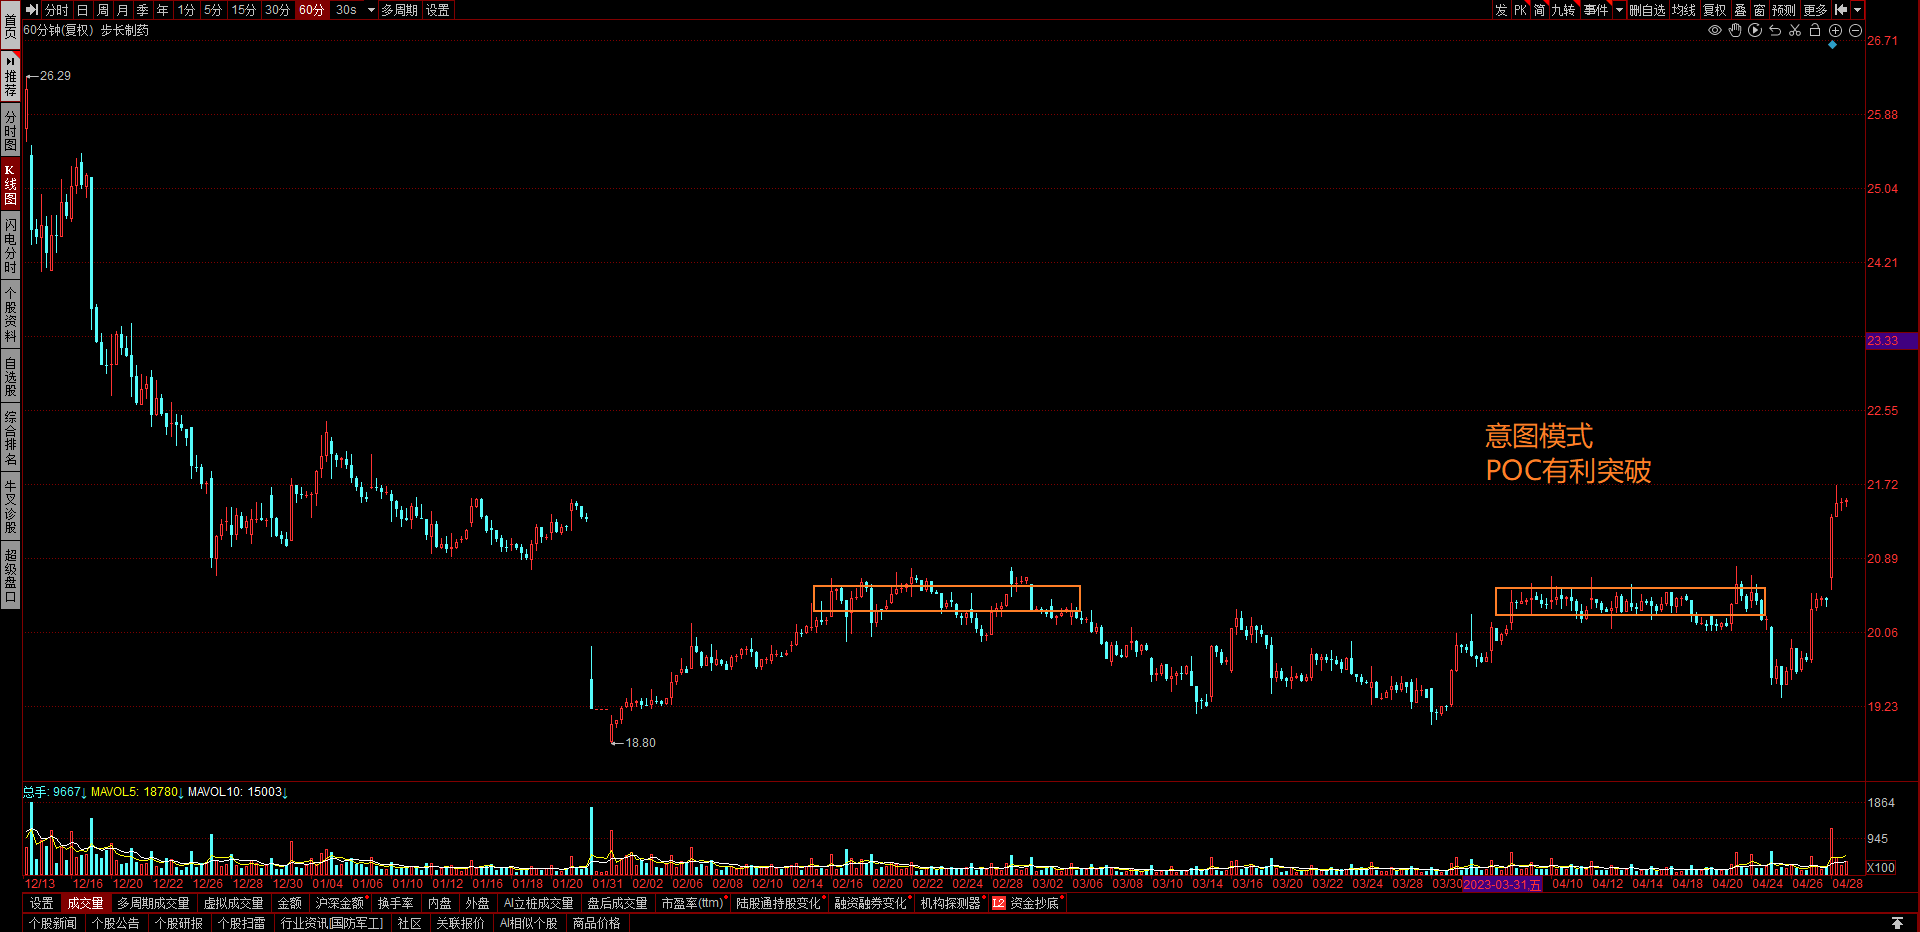 分时 日 周 月 季 年 1分 5分 15分 30分 60分 30s 多周期 设置
发 PK 简 九转 事件 删自选 均线 复权 叠 窗 预测 更多
60分钟(复权) 步长制药
首页
推荐
分时图
K线图
闪电分时
个股资料
自选股
综合排名
牛叉诊股
超级盘口
26.29
18.80
意图模式
POC有利突破
26.71
25.88
25.04
24.21
23.33
22.55
21.72
20.89
20.06
19.23
总手: 9667↓ MAVOL5: 18780↓ MAVOL10: 15003↓
1864
945
X100
12/13 12/16 12/20 12/22 12/26 12/28 12/30 01/04 01/06 01/10 01/12 01/16 01/18 01/20 01/31 02/02 02/06 02/08 02/10 02/14 02/16 02/20 02/22 02/24 02/28 03/02 03/06 03/08 03/10 03/14 03/16 03/20 03/22 03/24 03/28 03/30 2023-03-31,五 04/10 04/12 04/14 04/18 04/20 04/24 04/26 04/28
设置 成交量 多周期成交量 虚拟成交量 金额 沪深金额 换手率 内盘 外盘 AI立桩成交量 盘后成交量 市盈率(ttm) 陆股通持股变化 融资融券变化 机构探测器 L2 资金抄底
个股新闻 个股公告 个股研报 个股扫雷 行业资讯[国防军工] 社区 关联报价 AI相似个股 商品价格